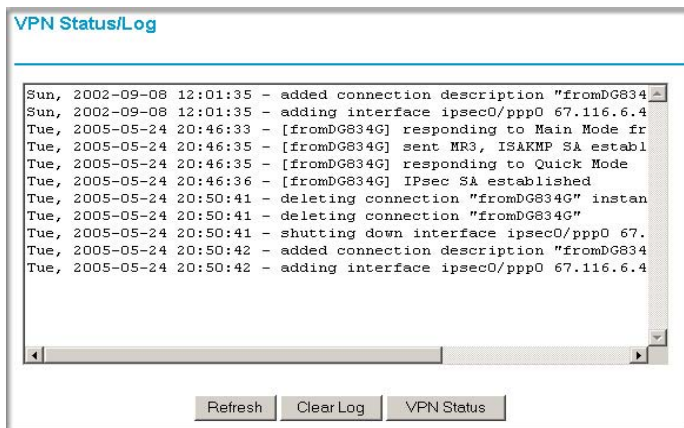 VPN Status/Log
Sun, 2002-09-08 12:01:35 - added connection description "fromDG834
Sun, 2002-09-08 12:01:35 - adding interface ipsec0/ppp0 67.116.6.4
Tue, 2005-05-24 20:46:33 - [fromDG834G] responding to Main Mode fr
Tue, 2005-05-24 20:46:35 - [fromDG834G] sent MR3, ISAKMP SA establ
Tue, 2005-05-24 20:46:35 - [fromDG834G] responding to Quick Mode
Tue, 2005-05-24 20:46:36 - [fromDG834G] IPsec SA established
Tue, 2005-05-24 20:50:41 - deleting connection "fromDG834G" instan
Tue, 2005-05-24 20:50:41 - deleting connection "fromDG834G"
Tue, 2005-05-24 20:50:41 - shutting down interface ipsec0/ppp0 67.
Tue, 2005-05-24 20:50:42 - added connection description "fromDG834
Tue, 2005-05-24 20:50:42 - adding interface ipsec0/ppp0 67.116.6.4
Refresh Clear Log VPN Status